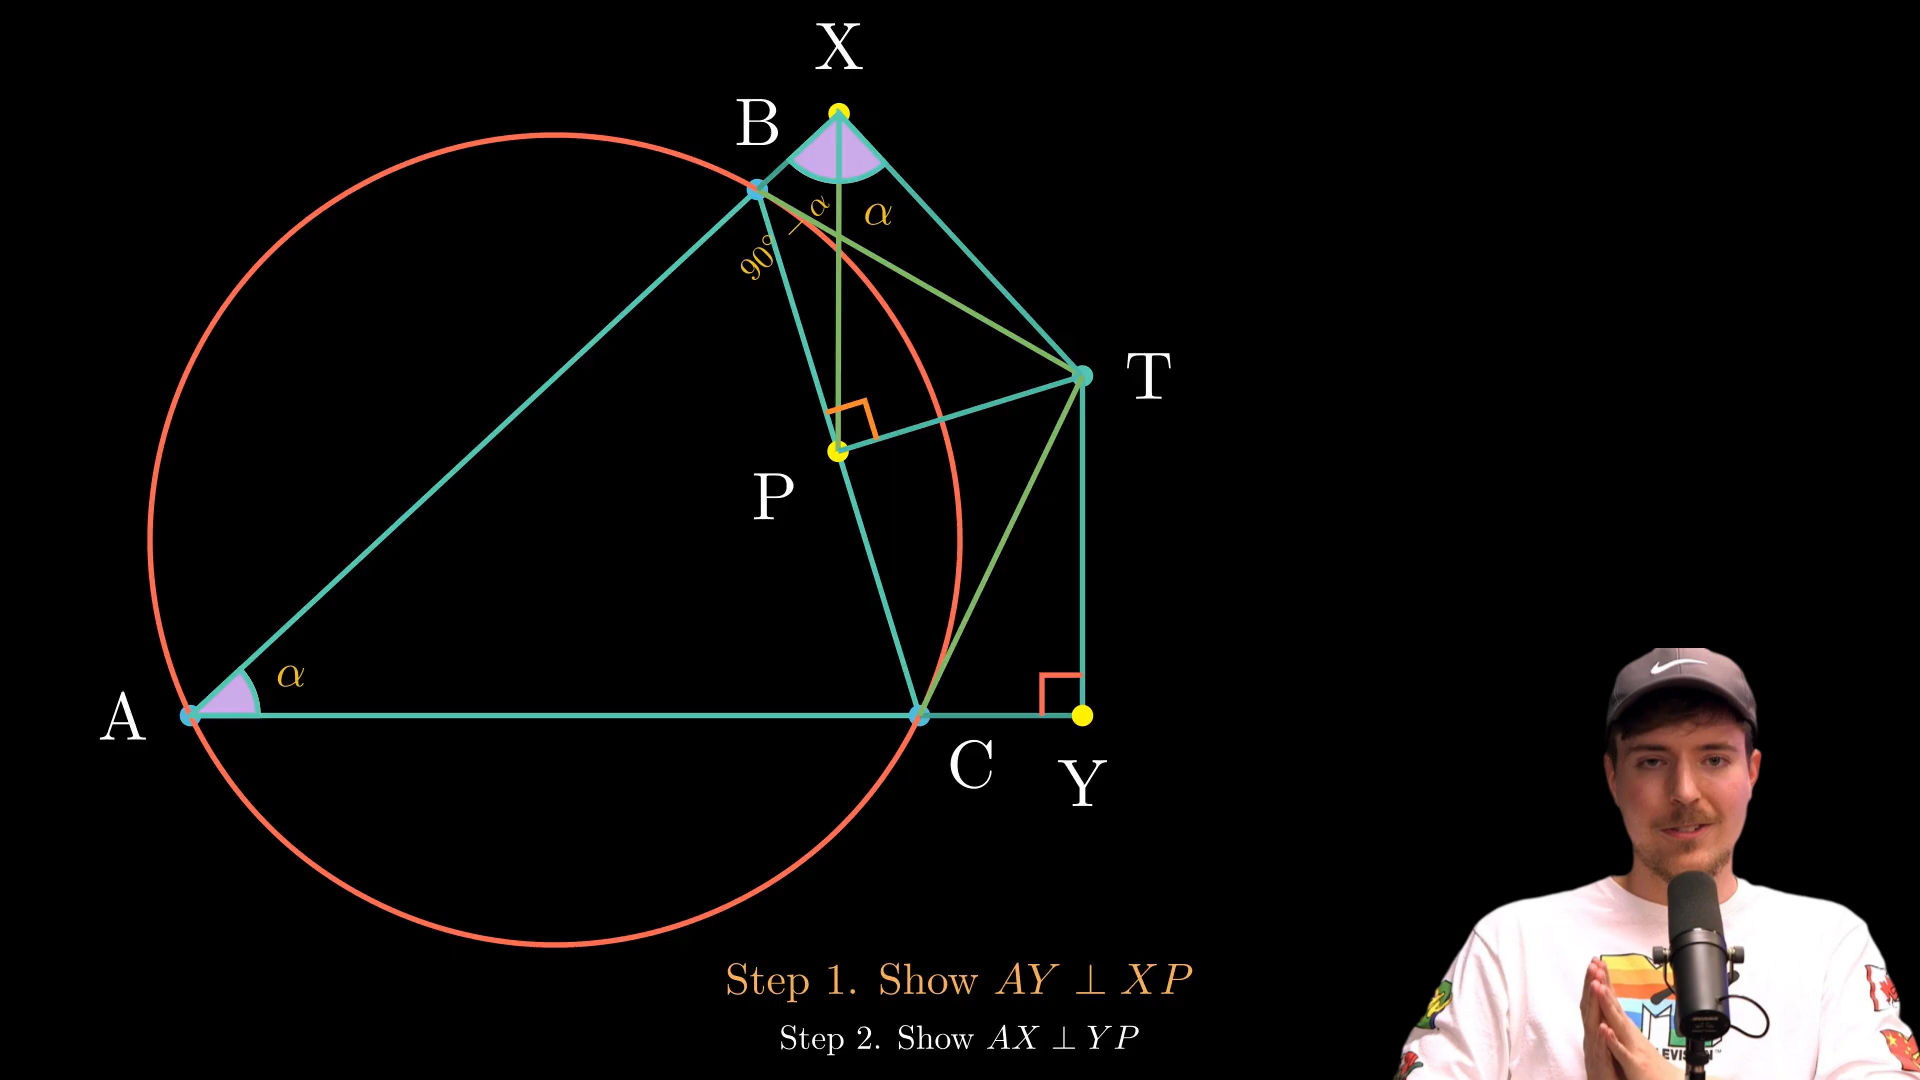 X
B
90° − α
α
T
P
α
A
C
Y
Step 1. Show AY ⊥ XP
Step 2. Show AX ⊥ YP